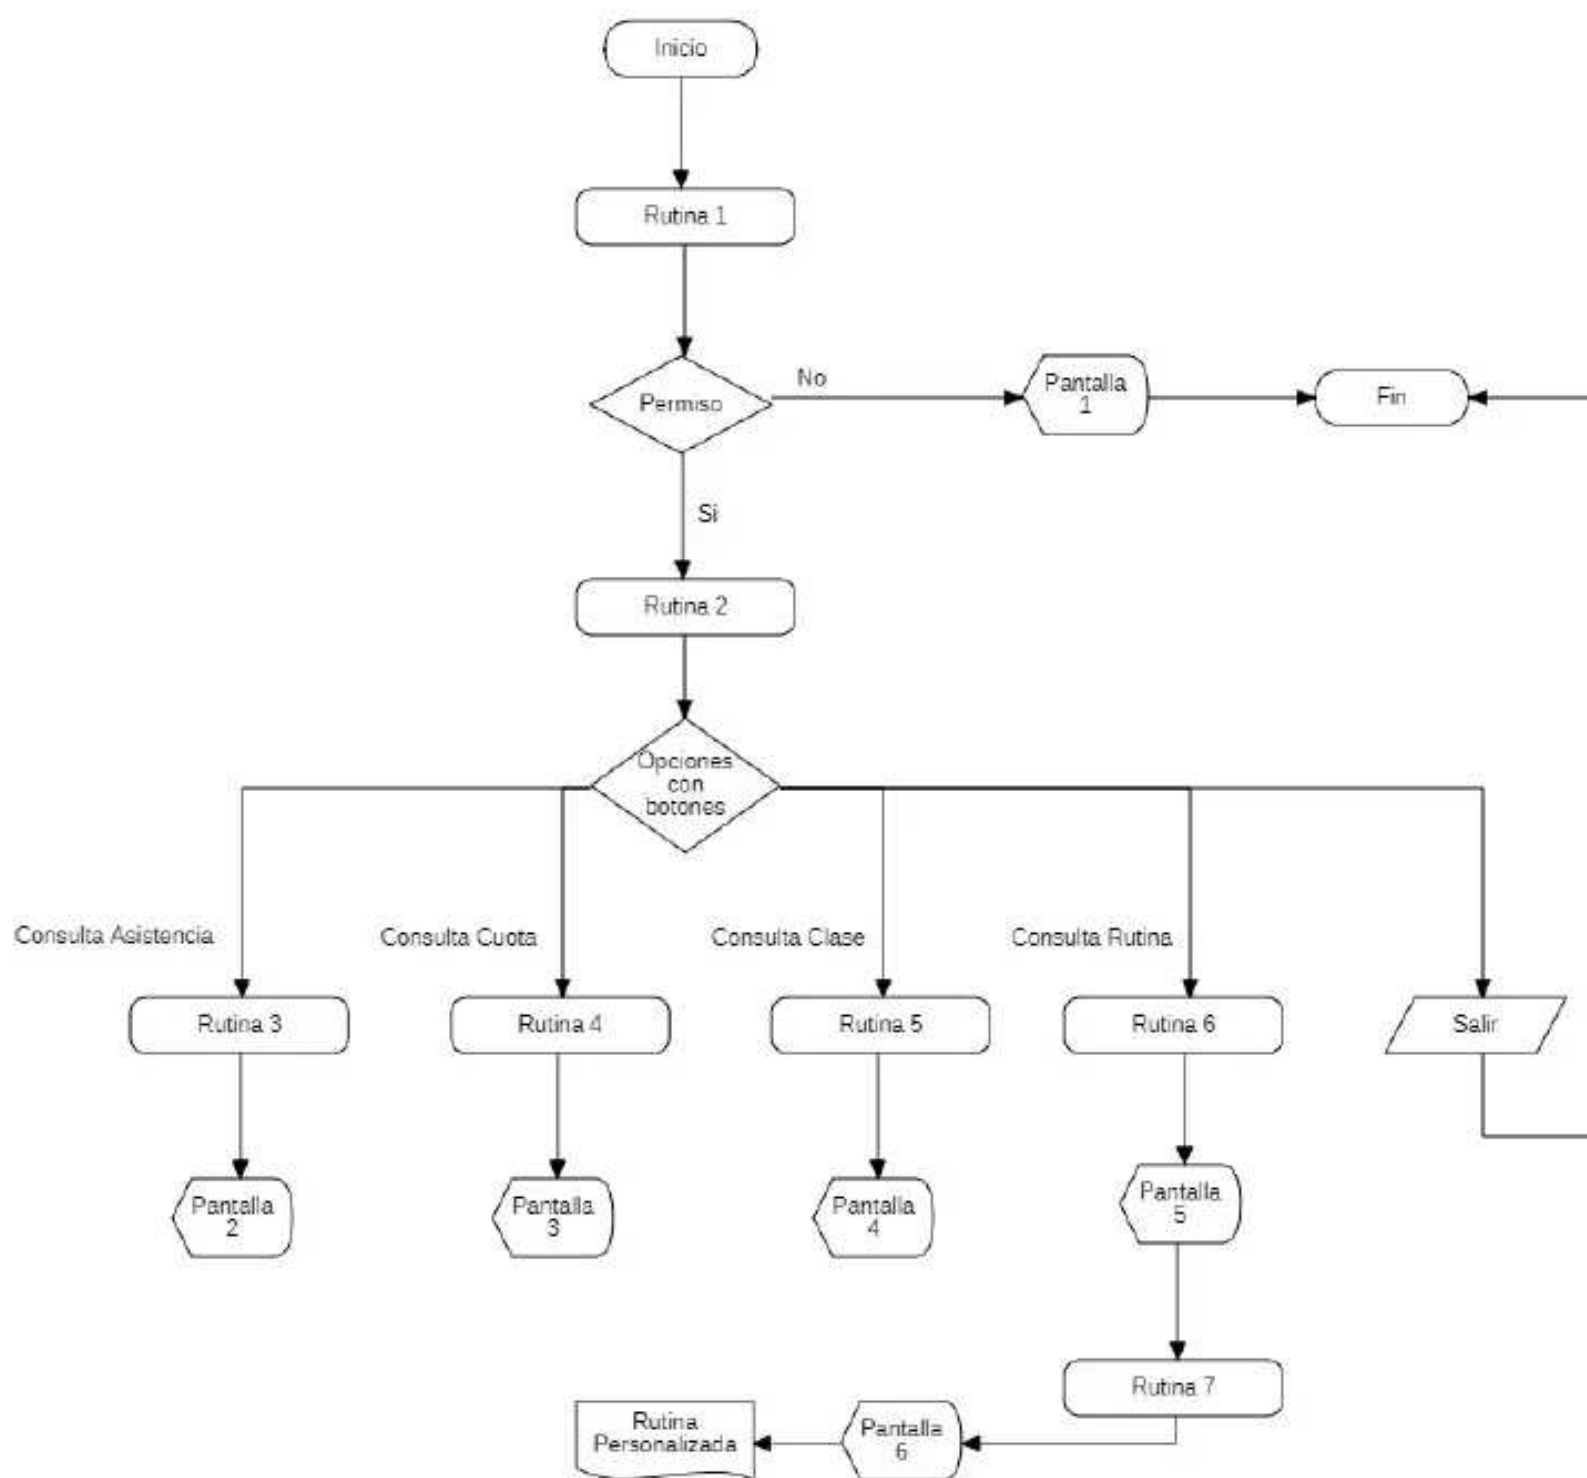 Inicio
Rutina 1
Permiso
No
Pantalla
1
Fin
Si
Rutina 2
Opciones
con
botones
Consulta Asistencia
Consulta Cuota
Consulta Clase
Consulta Rutina
Rutina 3
Rutina 4
Rutina 5
Rutina 6
Salir
Pantalla
2
Pantalla
3
Pantalla
4
Pantalla
5
Rutina 7
Rutina
Personalizada
Pantalla
6